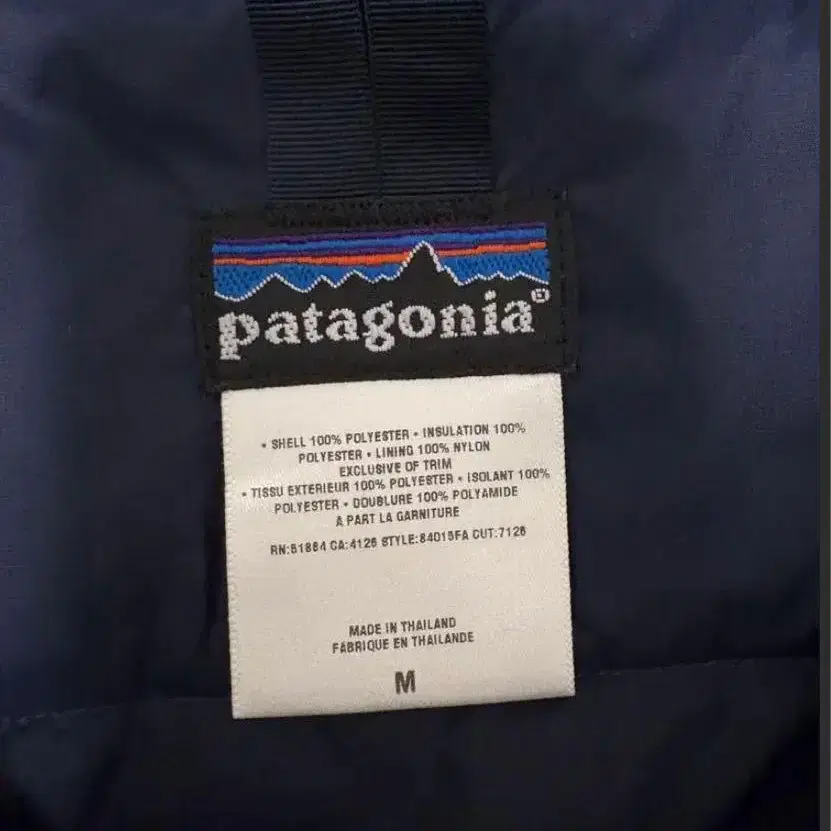 patagonia®
• SHELL 100% POLYESTER • INSULATION 100%
POLYESTER • LINING 100% NYLON
EXCLUSIVE OF TRIM
• TISSU EXTERIEUR 100% POLYESTER • ISOLANT 100%
POLYESTER • DOUBLURE 100% POLYAMIDE
A PART LA GARNITURE
RN:51884 CA:4126 STYLE:84015FA CUT:7126
MADE IN THAILAND
FABRIQUE EN THAILANDE
M